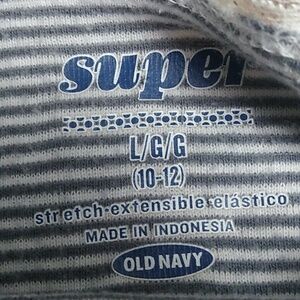 super
L/G/G
(10-12)
stretch-extensible-elástico
MADE IN INDONESIA
OLD NAVY